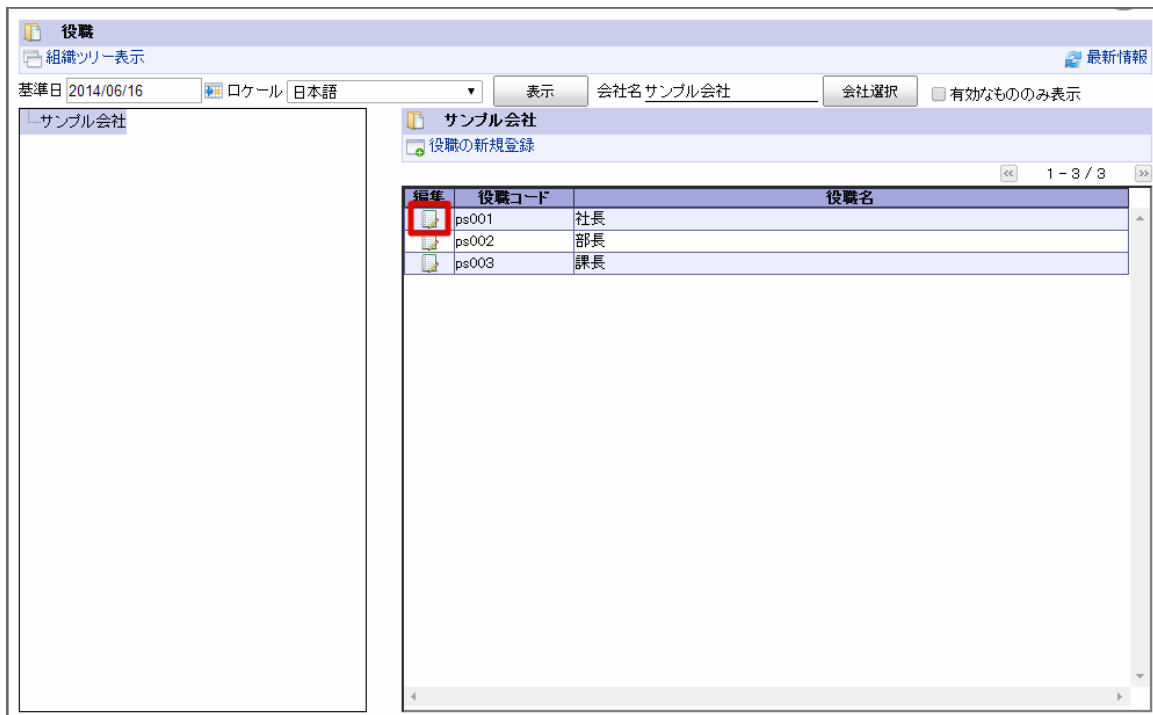 役職
組織ツリー表示 最新情報
基準日 2014/06/16 ロケール 日本語 表示 会社名 サンプル会社 会社選択 有効なもののみ表示
サンプル会社
サンプル会社
役職の新規登録
1 - 3 / 3
編集 役職コード 役職名
ps001 社長
ps002 部長
ps003 課長